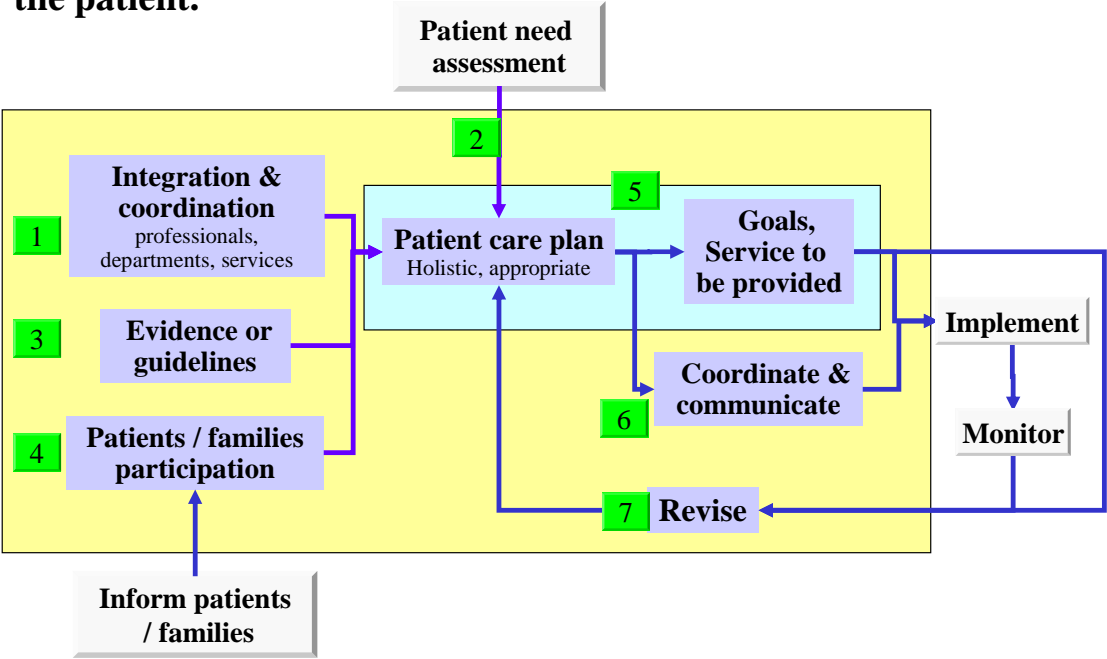 the patient.
Patient need
assessment
2
Integration &
coordination
professionals,
departments, services
1
5
Patient care plan
Holistic, appropriate
Goals,
Service to
be provided
3
Evidence or
guidelines
Implement
Coordinate &
communicate
6
4
Patients / families
participation
Monitor
7
Revise
Inform patients
/ families